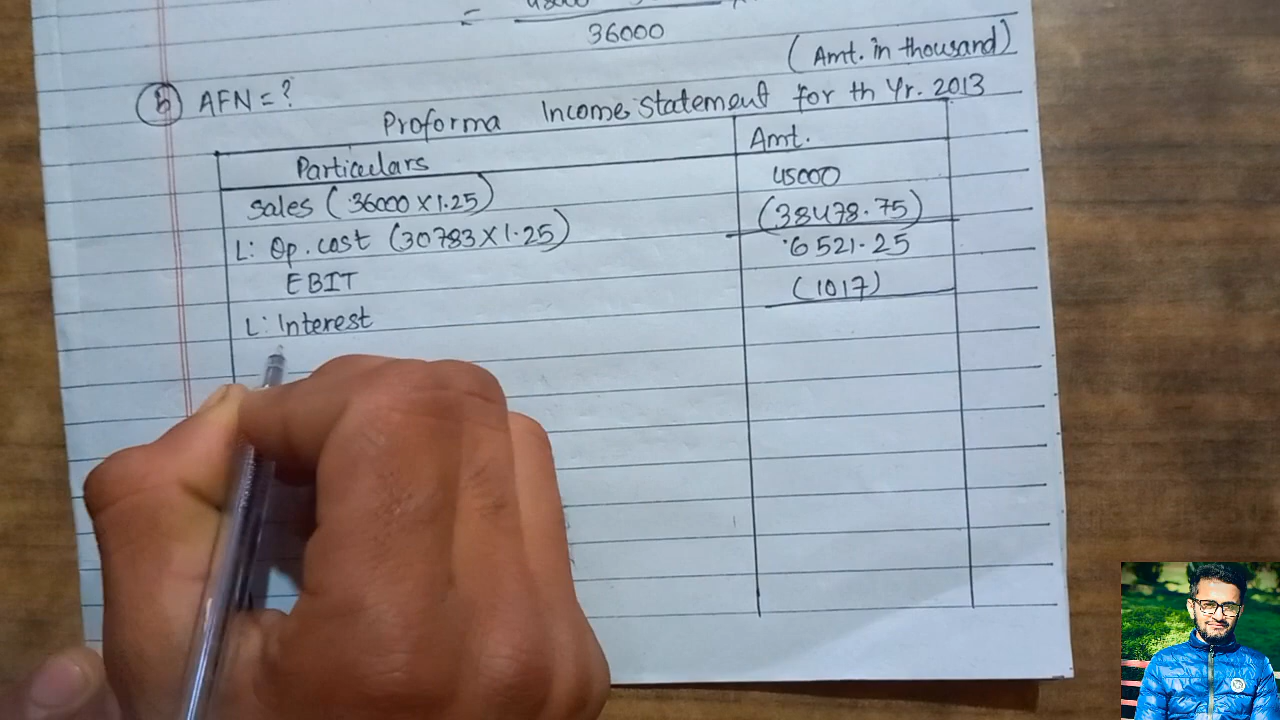 =
36000
(Amt. in thousand)
(b) AFN = ?
Proforma Income Statement for th Yr. 2013
Particulars Amt.
Sales (36000 × 1.25) 45000
L: Op. cost (30783 × 1.25) (38478.75)
EBIT 6521.25
L: Interest (1017)